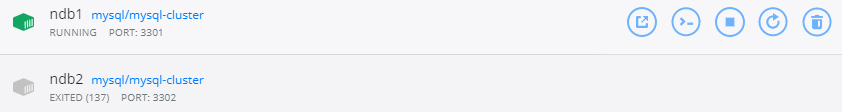 ndb1 mysql/mysql-cluster
RUNNING PORT: 3301
ndb2 mysql/mysql-cluster
EXITED (137) PORT: 3302